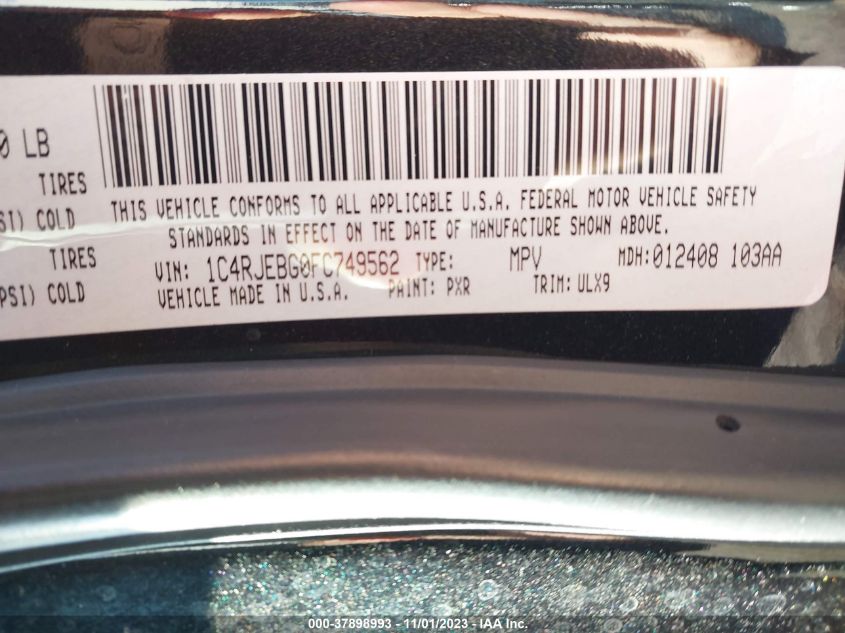 0 LB
TIRES
SI) COLD
TIRES
PSI) COLD
THIS VEHICLE CONFORMS TO ALL APPLICABLE U.S.A. FEDERAL MOTOR VEHICLE SAFETY
STANDARDS IN EFFECT ON THE DATE OF MANUFACTURE SHOWN ABOVE.
VIN: 1C4RJEBG0FC749562 TYPE: MPV MDH:012408 103AA
VEHICLE MADE IN U.S.A. PAINT: PXR TRIM: ULX9
000-37898993 - 11/01/2023 - IAA Inc.